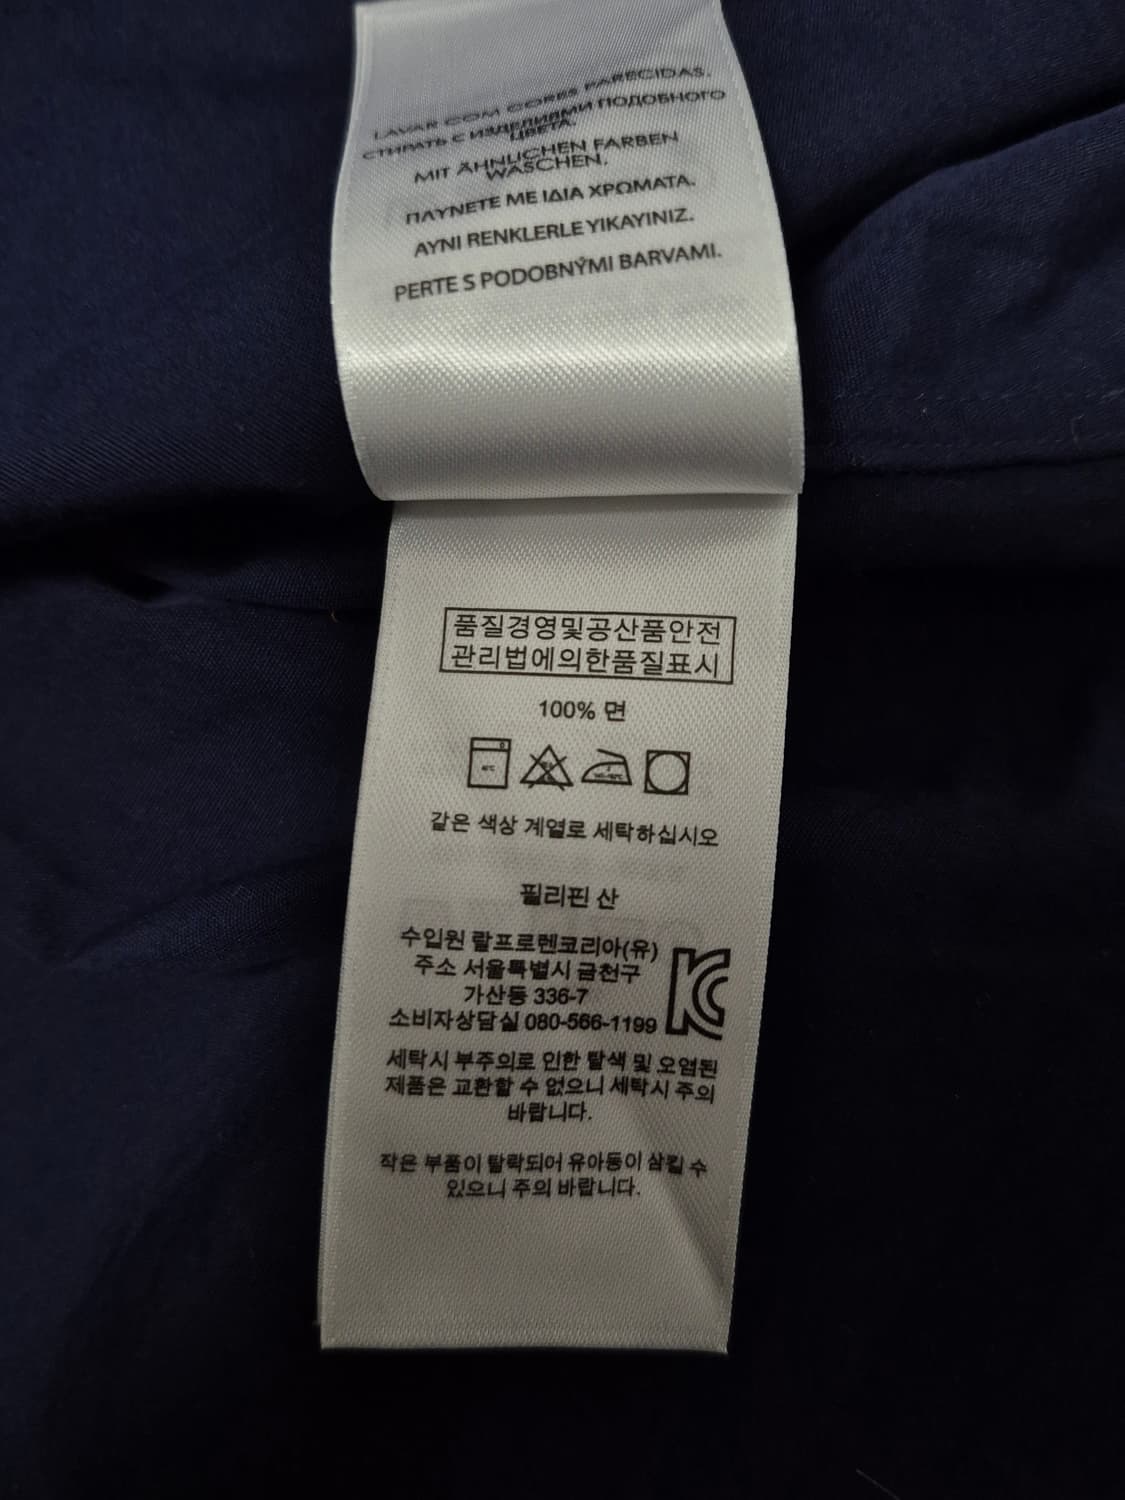 LAVAR COM CORES PARECIDAS.
СТИРАТЬ С ИЗДЕЛИЯМИ ПОДОБНОГО
ЦВЕТА.
MIT ÄHNLICHEN FARBEN
WASCHEN.
ΠΛΥΝΕΤΕ ΜΕ ΙΔΙΑ ΧΡΩΜΑΤΑ.
AYNI RENKLERLE YIKAYINIZ.
PERTE S PODOBNÝMI BARVAMI.
품질경영및공산품안전
관리법에의한품질표시
100% 면
같은 색상 계열로 세탁하십시오
필리핀 산
수입원 랄프로렌코리아(유)
주소 서울특별시 금천구
가산동 336-7
소비자상담실 080-566-1199
세탁시 부주의로 인한 탈색 및 오염된
제품은 교환할 수 없으니 세탁시 주의
바랍니다.
작은 부품이 탈락되어 유아동이 삼킬 수
있으니 주의 바랍니다.